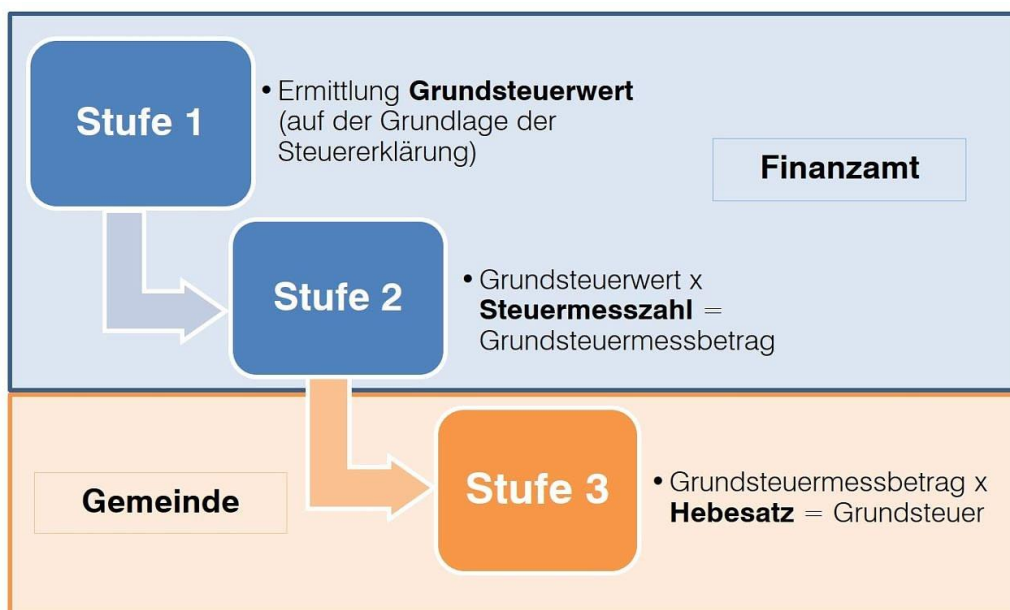 Stufe 1
• Ermittlung Grundsteuerwert
(auf der Grundlage der
Steuererklärung)
Finanzamt
Stufe 2
• Grundsteuerwert x
Steuermesszahl =
Grundsteuermessbetrag
Gemeinde
Stufe 3
• Grundsteuermessbetrag x
Hebesatz = Grundsteuer